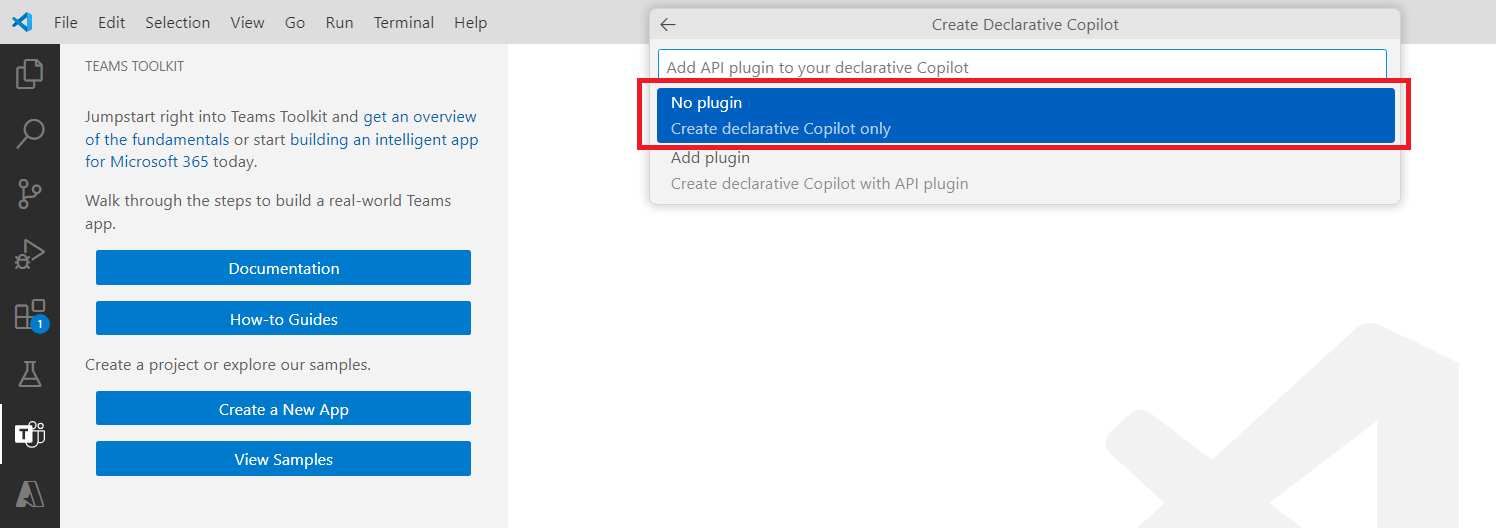 File Edit Selection View Go Run Terminal Help
TEAMS TOOLKIT
Jumpstart right into Teams Toolkit and get an overview
of the fundamentals or start building an intelligent app
for Microsoft 365 today.
Walk through the steps to build a real-world Teams
app.
Documentation
How-to Guides
Create a project or explore our samples.
Create a New App
View Samples
1
T
Create Declarative Copilot
Add API plugin to your declarative Copilot
No plugin
Create declarative Copilot only
Add plugin
Create declarative Copilot with API plugin